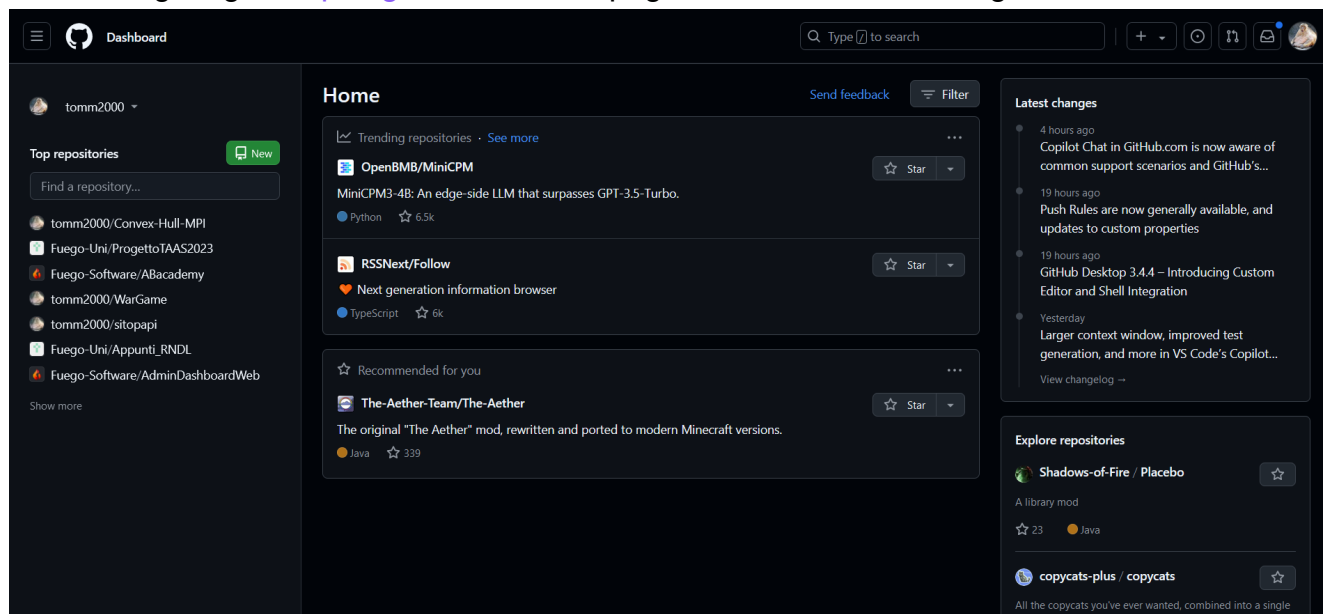 Dashboard
Type / to search
tomm2000
Top repositories
New
Find a repository...
tomm2000/Convex-Hull-MPI
Fuego-Uni/ProgettoTAAS2023
Fuego-Software/ABacademy
tomm2000/WarGame
tomm2000/sitopapi
Fuego-Uni/Appunti_RNDL
Fuego-Software/AdminDashboardWeb
Show more
Home
Send feedback
Filter
Trending repositories · See more
OpenBMB/MiniCPM
Star
MiniCPM3-4B: An edge-side LLM that surpasses GPT-3.5-Turbo.
Python 6.5k
RSSNext/Follow
Star
Next generation information browser
TypeScript 6k
Recommended for you
The-Aether-Team/The-Aether
Star
The original "The Aether" mod, rewritten and ported to modern Minecraft versions.
Java 339
Latest changes
4 hours ago
Copilot Chat in GitHub.com is now aware of
common support scenarios and GitHub's...
19 hours ago
Push Rules are now generally available, and
updates to custom properties
19 hours ago
GitHub Desktop 3.4.4 – Introducing Custom
Editor and Shell Integration
Yesterday
Larger context window, improved test
generation, and more in VS Code's Copilot...
View changelog →
Explore repositories
Shadows-of-Fire / Placebo
A library mod
23 Java
copycats-plus / copycats
All the copycats you've ever wanted, combined into a single